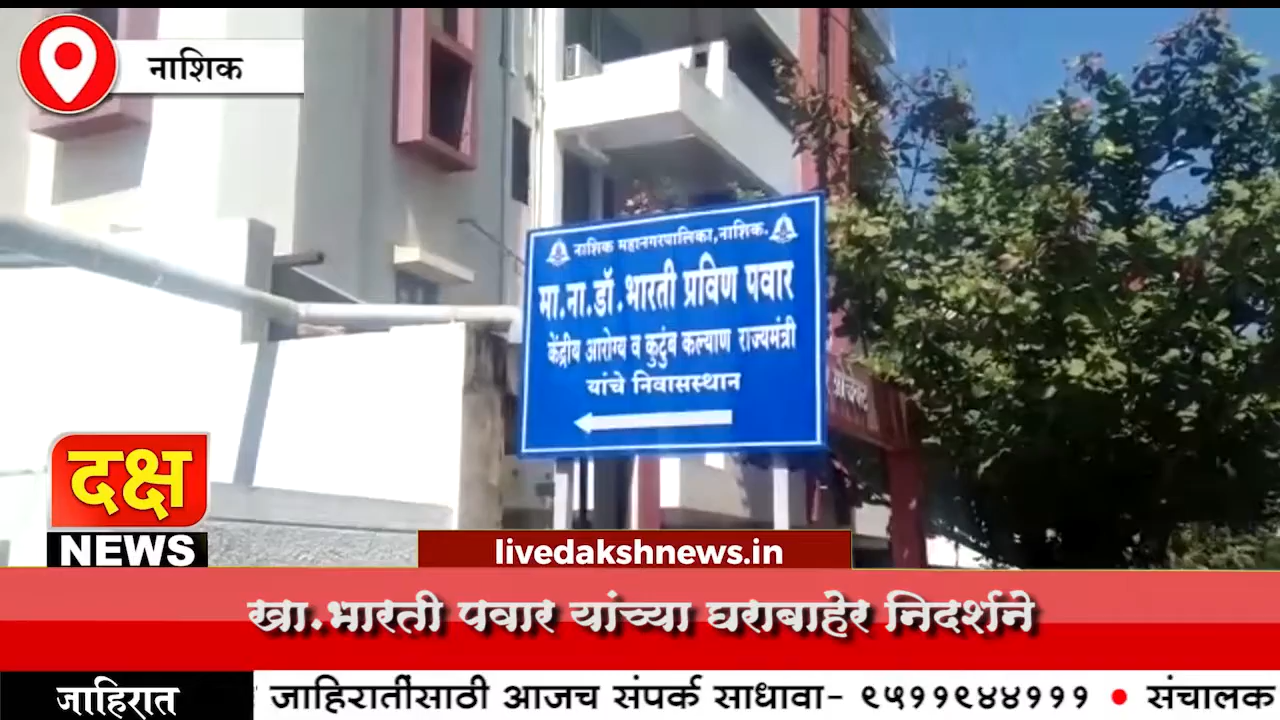 नाशिक
नाशिक महानगरपालिका, नाशिक.
मा.ना.डॉ.भारती प्रविण पवार
केंद्रीय आरोग्य व कुटुंब कल्याण राज्यमंत्री
यांचे निवासस्थान
दक्ष
NEWS
livedakshnews.in
खा.भारती पवार यांच्या घराबाहेर निदर्शने
जाहिरात
जाहिरातींसाठी आजच संपर्क साधावा- ९५११९४४१११ • संचालक